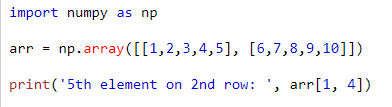 import numpy as np
arr = np.array([[1,2,3,4,5], [6,7,8,9,10]])
print('5th element on 2nd row: ', arr[1, 4])